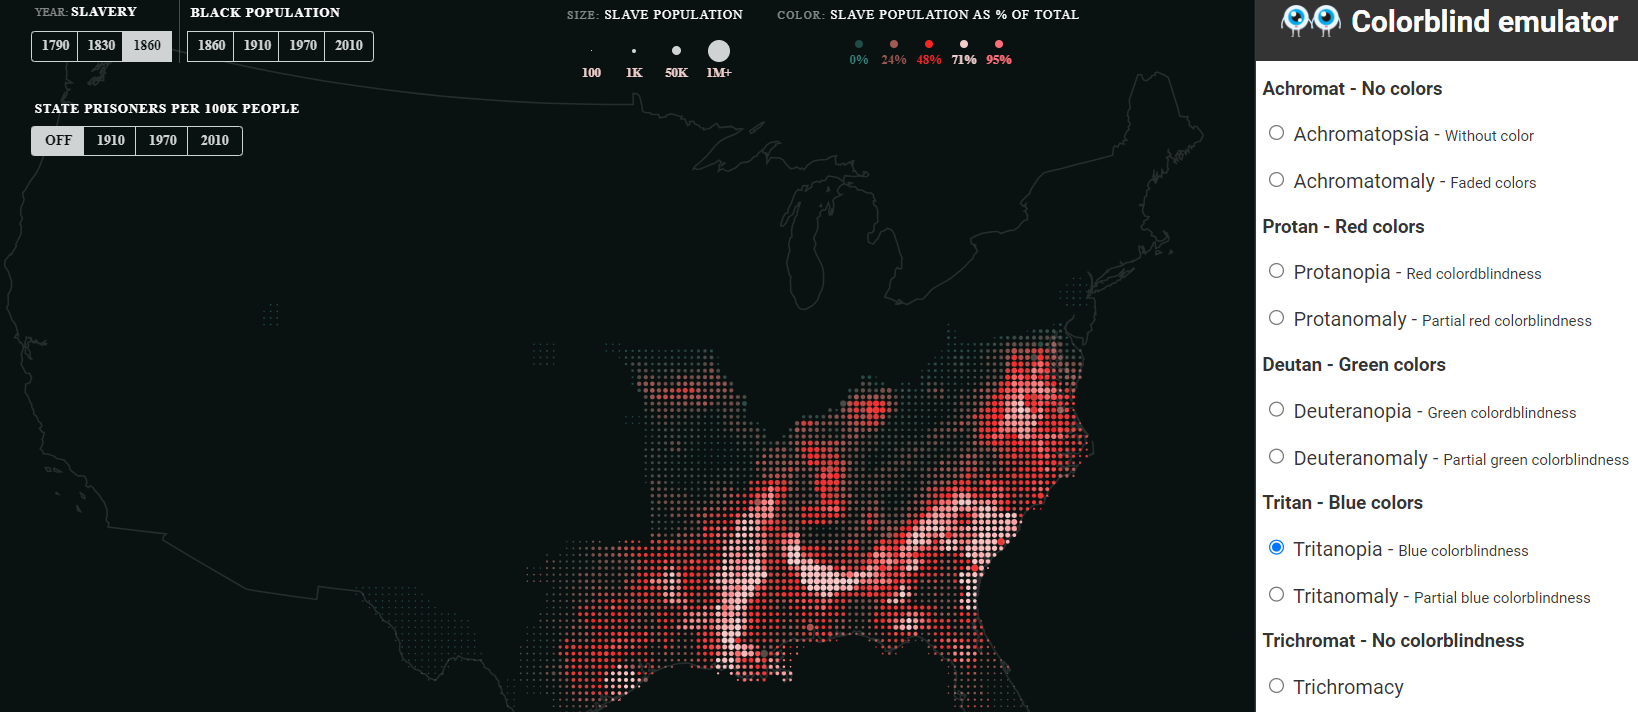 YEAR: SLAVERY
1790 1830 1860
BLACK POPULATION
1860 1910 1970 2010
STATE PRISONERS PER 100K PEOPLE
OFF 1910 1970 2010
SIZE: SLAVE POPULATION
100 1K 50K 1M+
COLOR: SLAVE POPULATION AS % OF TOTAL
0% 24% 48% 71% 95%
Colorblind emulator
Achromat - No colors
Achromatopsia - Without color
Achromatomaly - Faded colors
Protan - Red colors
Protanopia - Red colordblindness
Protanomaly - Partial red colorblindness
Deutan - Green colors
Deuteranopia - Green colordblindness
Deuteranomaly - Partial green colorblindness
Tritan - Blue colors
Tritanopia - Blue colorblindness
Tritanomaly - Partial blue colorblindness
Trichromat - No colorblindness
Trichromacy